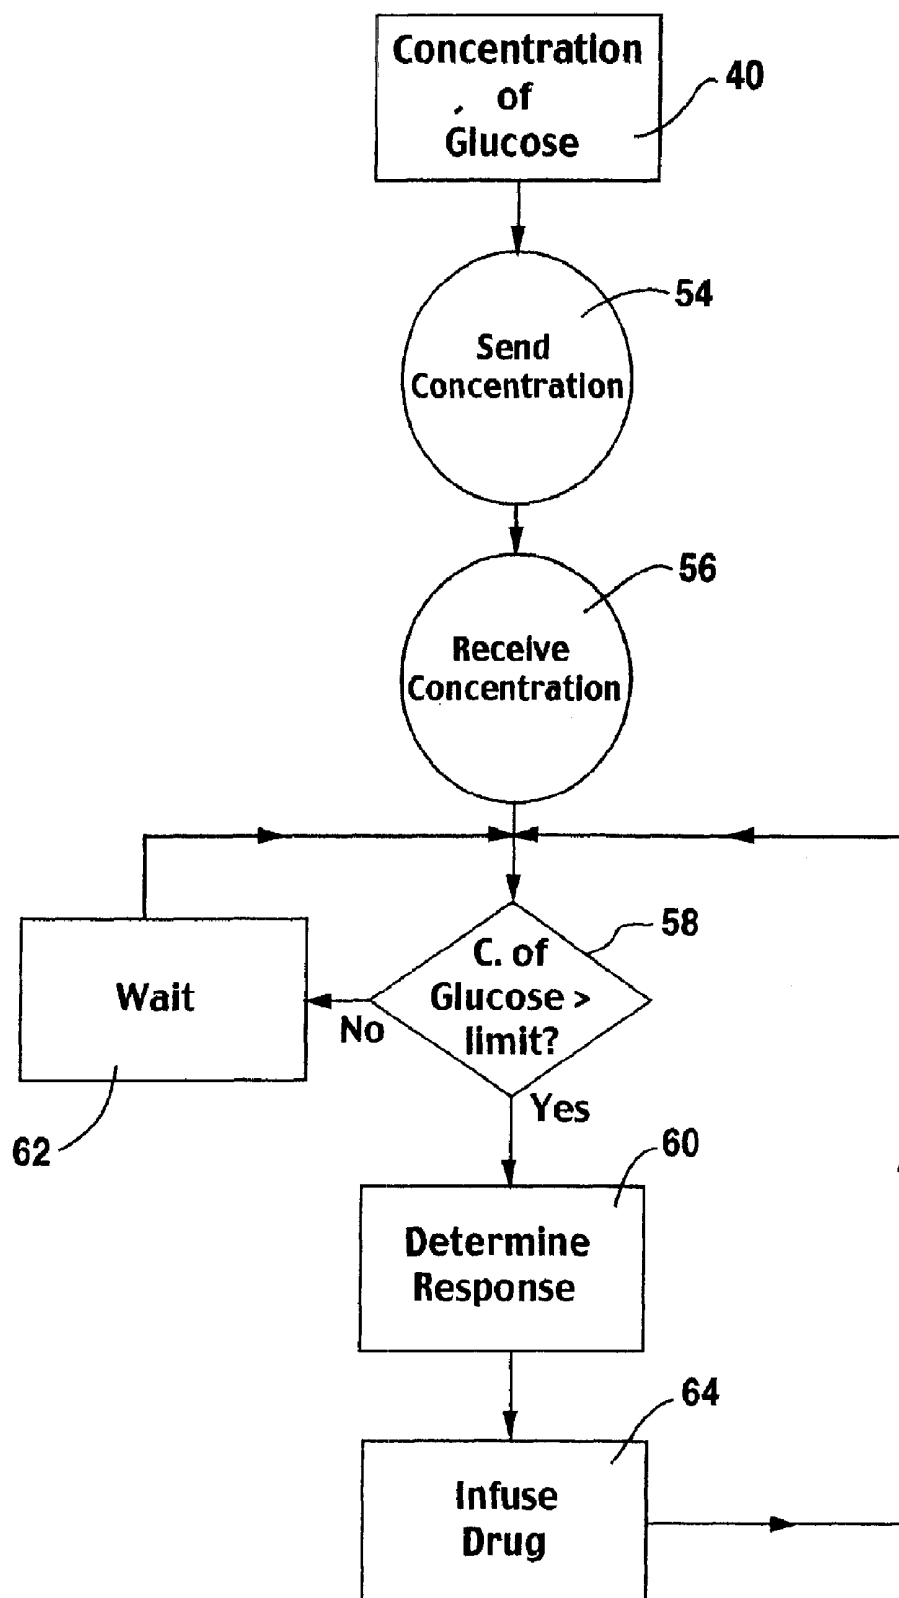 Concentration
of
Glucose
40
54
Send
Concentration
56
Receive
Concentration
58
C. of
Glucose >
limit?
Wait
No
Yes
62
60
Determine
Response
64
Infuse
Drug